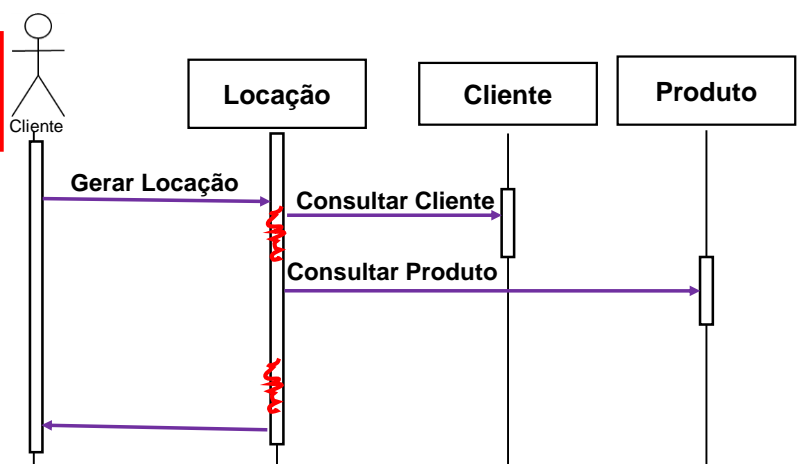 Cliente
Locação
Cliente
Produto
Gerar Locação
Consultar Cliente
Consultar Produto